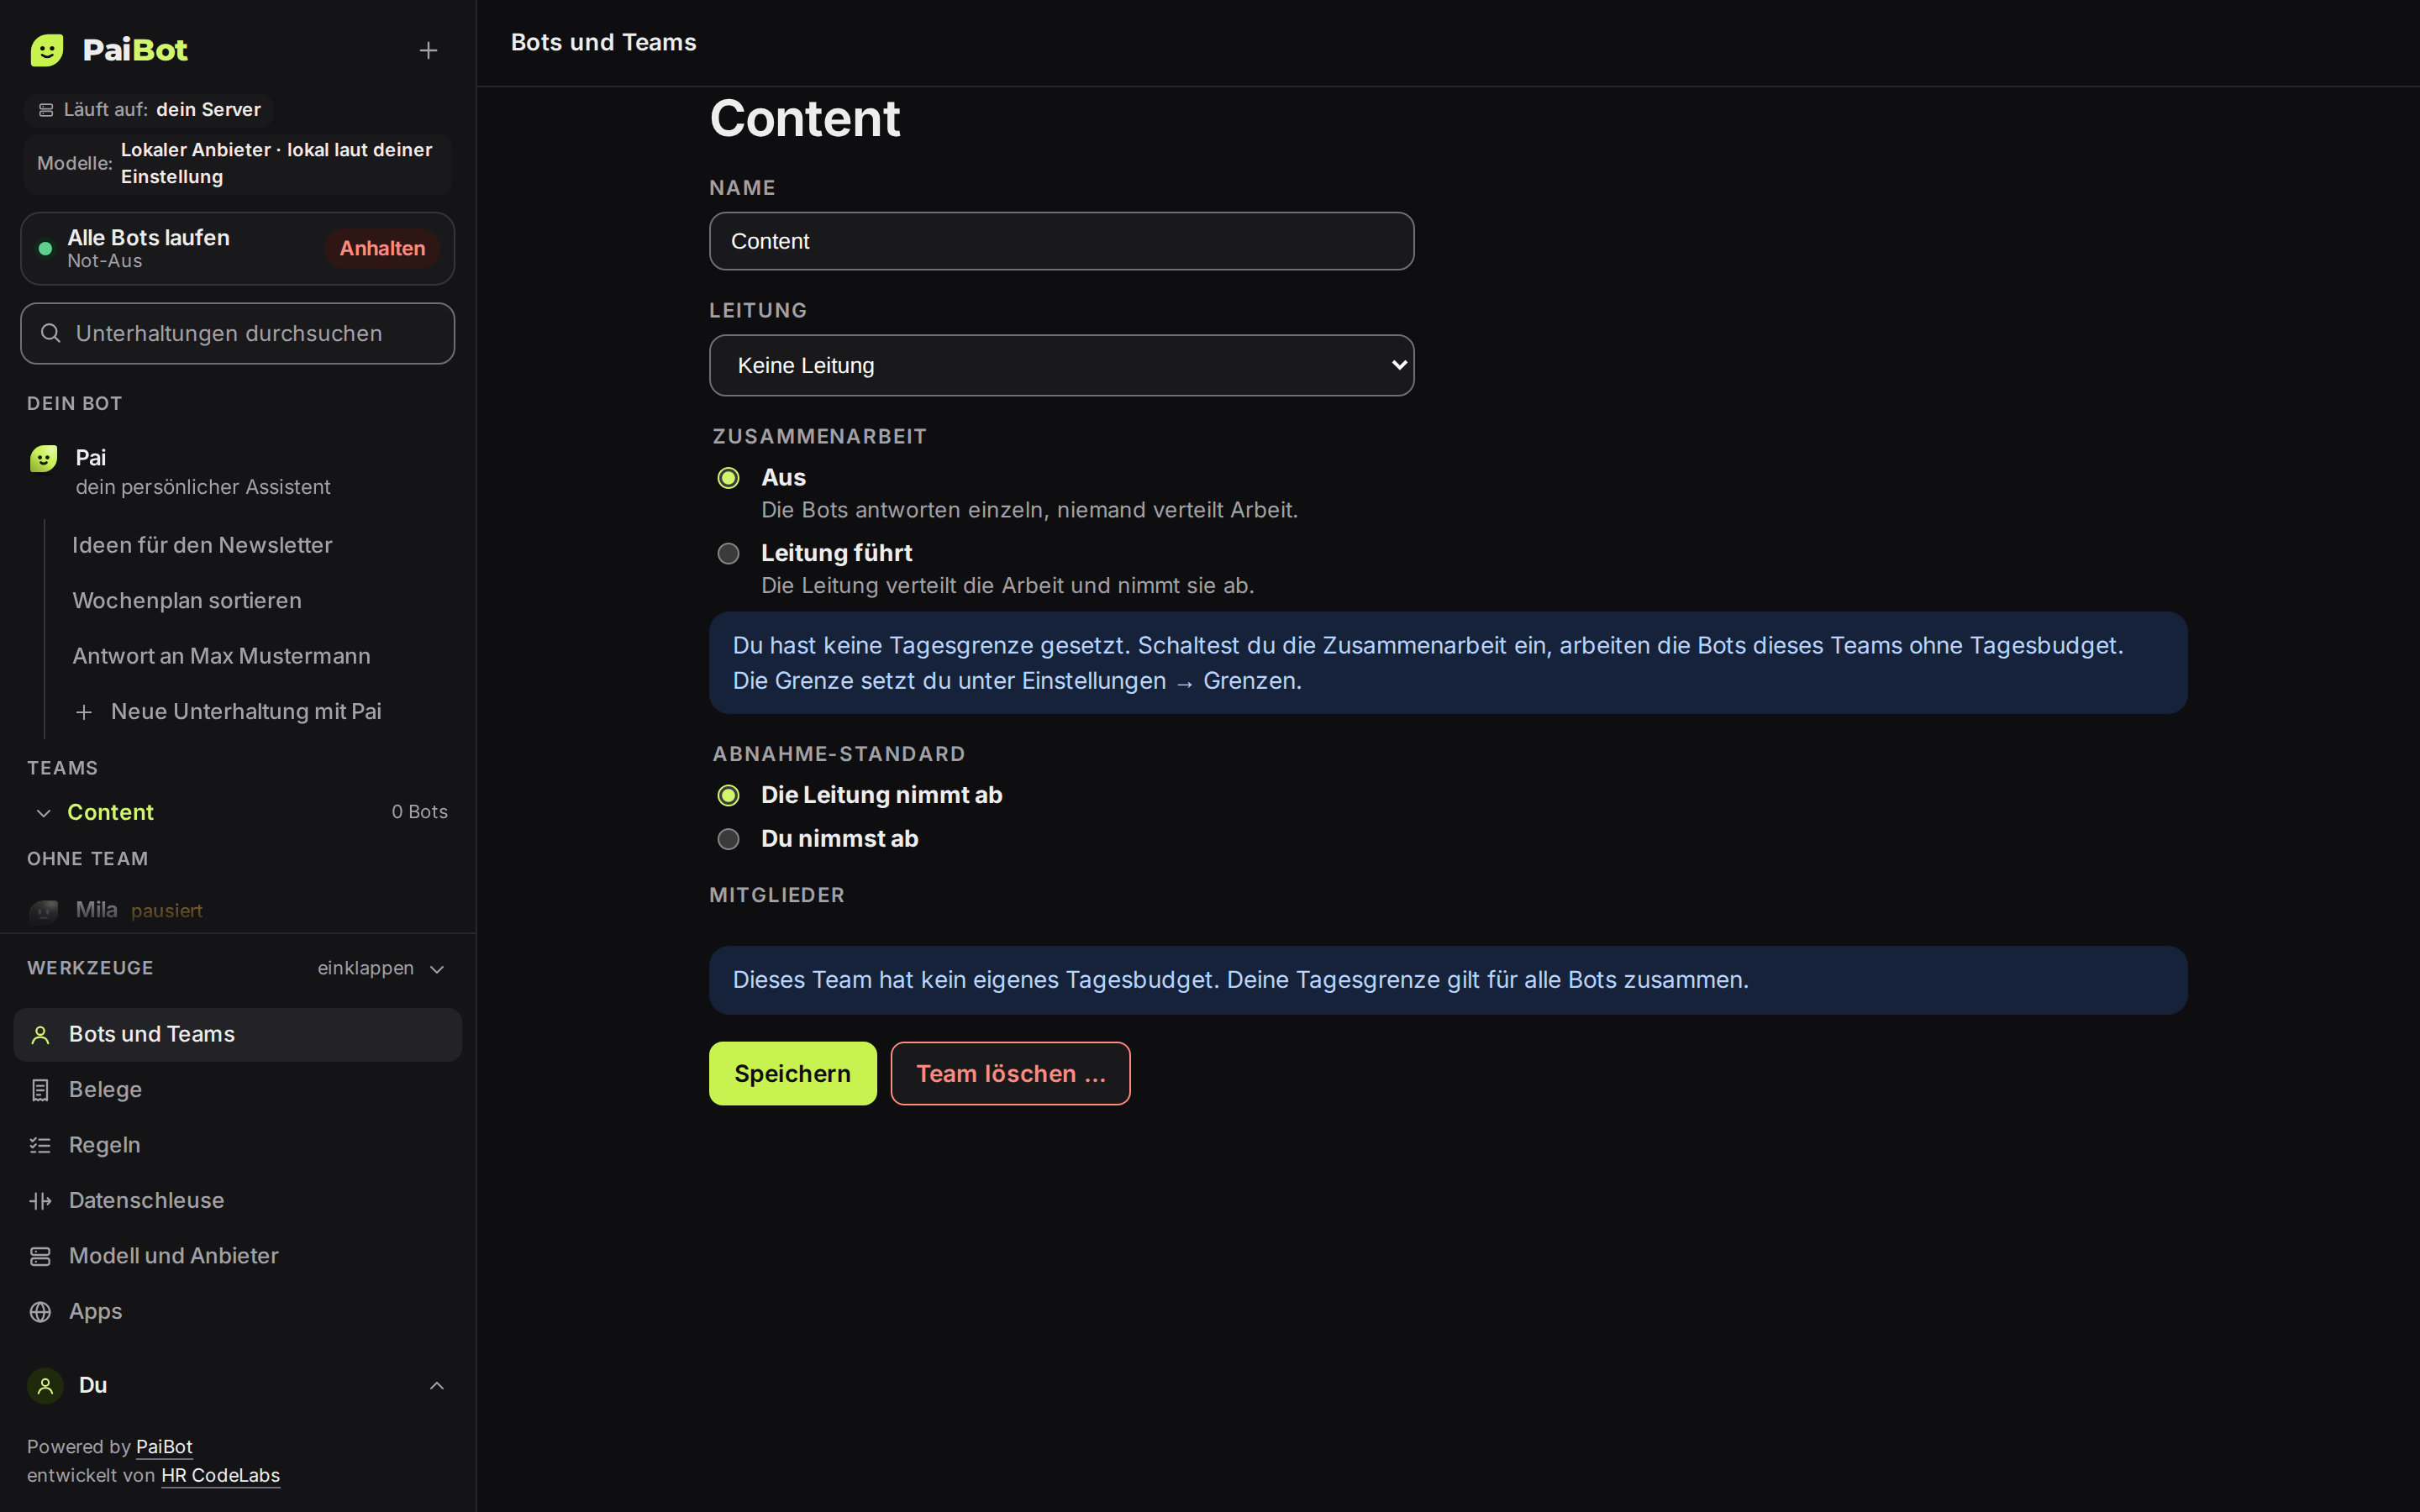 PaiBot
Läuft auf: dein Server
Modelle: Lokaler Anbieter · lokal laut deiner
Einstellung
Alle Bots laufen
Not-Aus
Anhalten
Unterhaltungen durchsuchen
DEIN BOT
Pai
dein persönlicher Assistent
Ideen für den Newsletter
Wochenplan sortieren
Antwort an Max Mustermann
Neue Unterhaltung mit Pai
TEAMS
Content 0 Bots
OHNE TEAM
Mila pausiert
WERKZEUGE einklappen
Bots und Teams
Belege
Regeln
Datenschleuse
Modell und Anbieter
Apps
Du
Powered by PaiBot
entwickelt von HR CodeLabs
Bots und Teams
Content
NAME
Content
LEITUNG
Keine Leitung
ZUSAMMENARBEIT
Aus
Die Bots antworten einzeln, niemand verteilt Arbeit.
Leitung führt
Die Leitung verteilt die Arbeit und nimmt sie ab.
Du hast keine Tagesgrenze gesetzt. Schaltest du die Zusammenarbeit ein, arbeiten die Bots dieses Teams ohne Tagesbudget.
Die Grenze setzt du unter Einstellungen → Grenzen.
ABNAHME-STANDARD
Die Leitung nimmt ab
Du nimmst ab
MITGLIEDER
Dieses Team hat kein eigenes Tagesbudget. Deine Tagesgrenze gilt für alle Bots zusammen.
Speichern
Team löschen ...